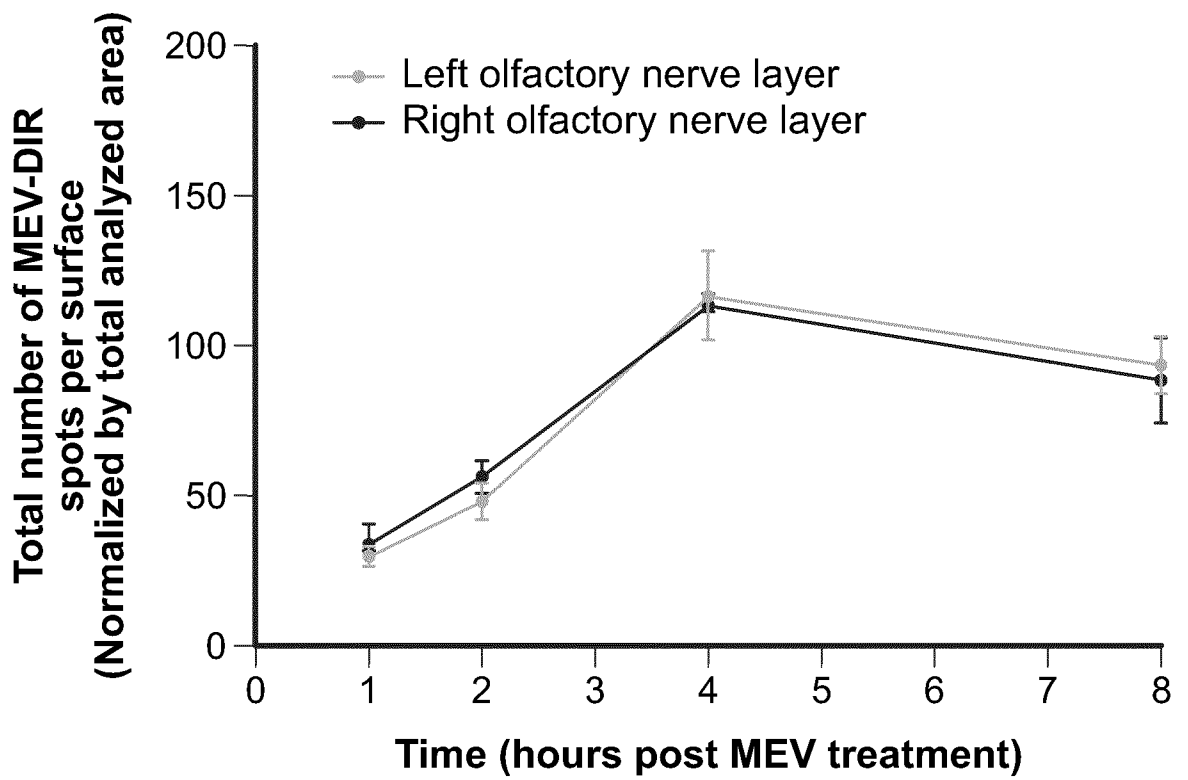 Total number of MEV-DIR
spots per surface
(Normalized by total analyzed area)
200
150
100
50
0
Left olfactory nerve layer
Right olfactory nerve layer
0 1 2 3 4 5 6 7 8
Time (hours post MEV treatment)